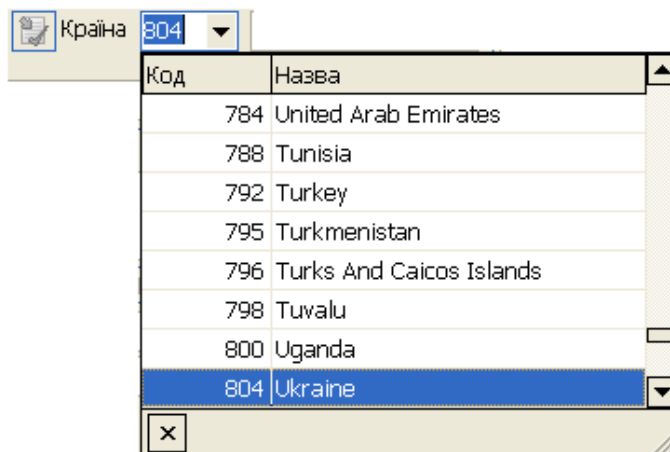 Країна 804
Код Назва
784 United Arab Emirates
788 Tunisia
792 Turkey
795 Turkmenistan
796 Turks And Caicos Islands
798 Tuvalu
800 Uganda
804 Ukraine